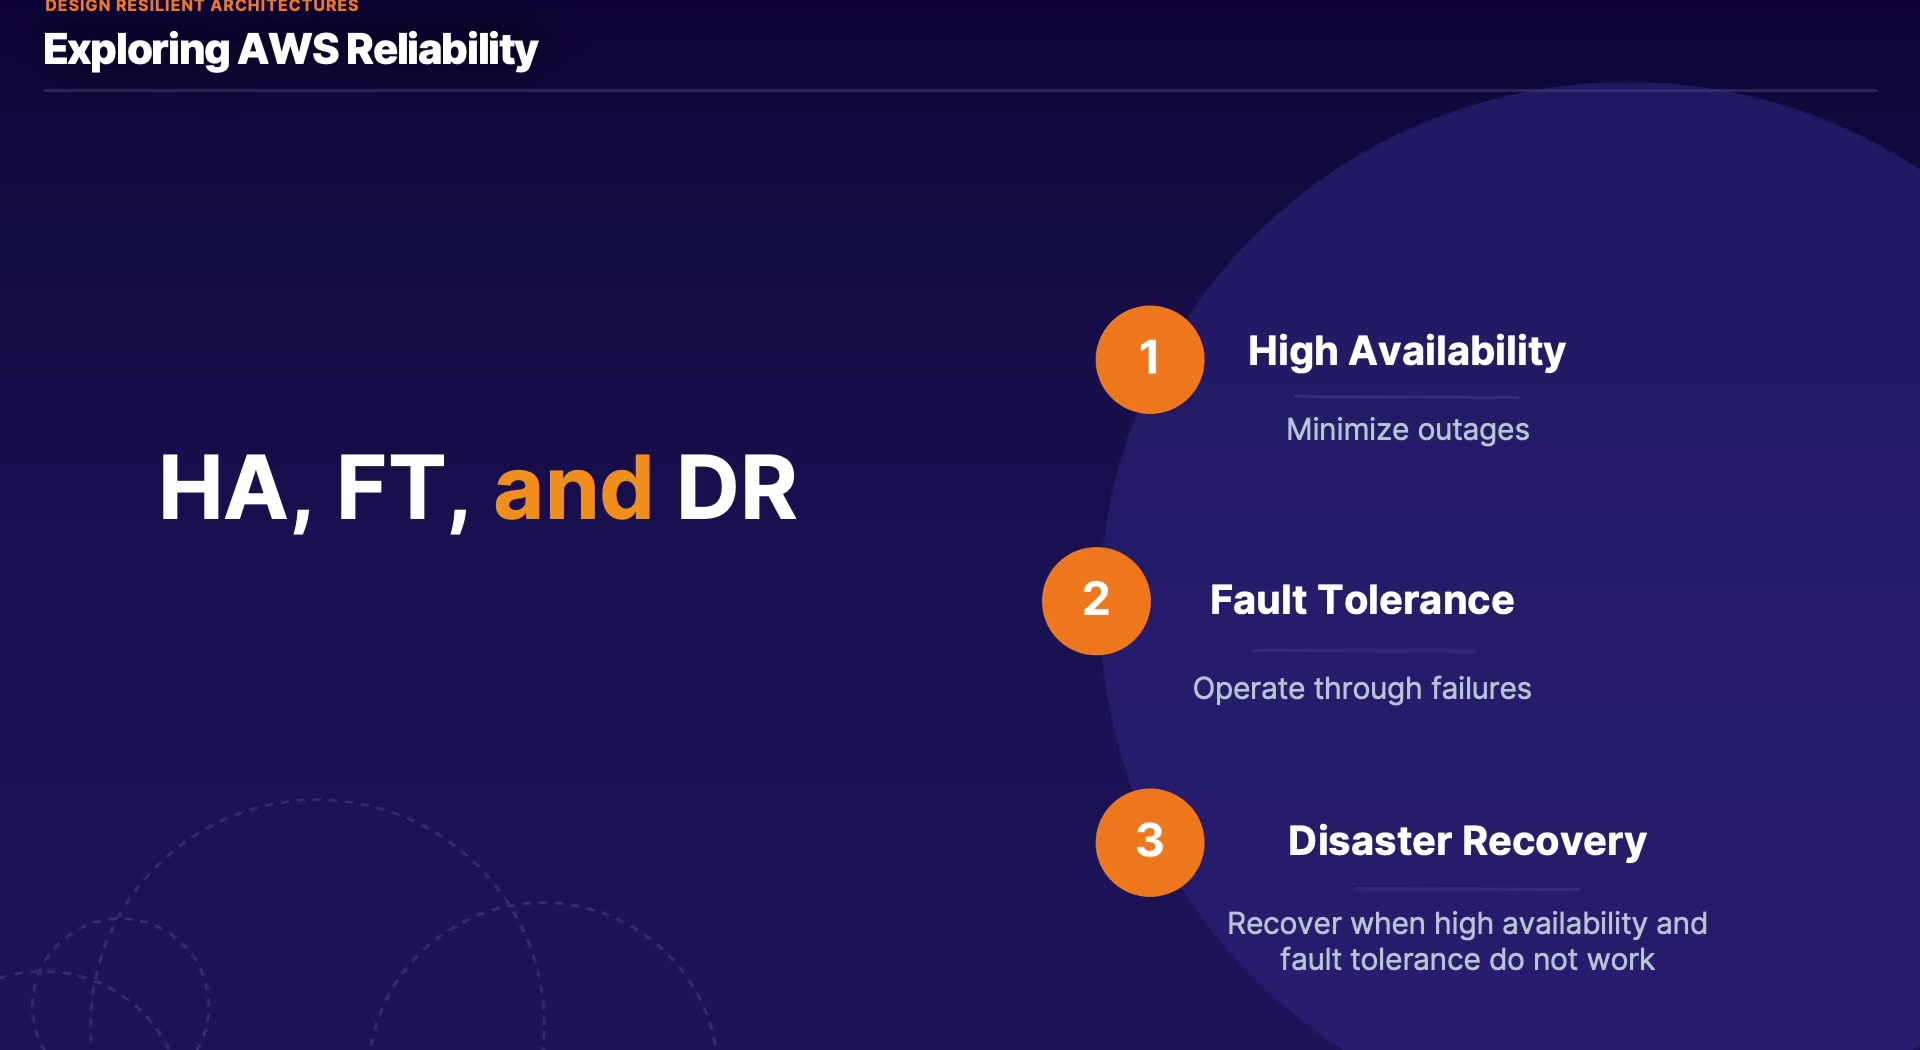 DESIGN RESILIENT ARCHITECTURES
Exploring AWS Reliability
HA, FT, and DR
1
High Availability
Minimize outages
2
Fault Tolerance
Operate through failures
3
Disaster Recovery
Recover when high availability and
fault tolerance do not work